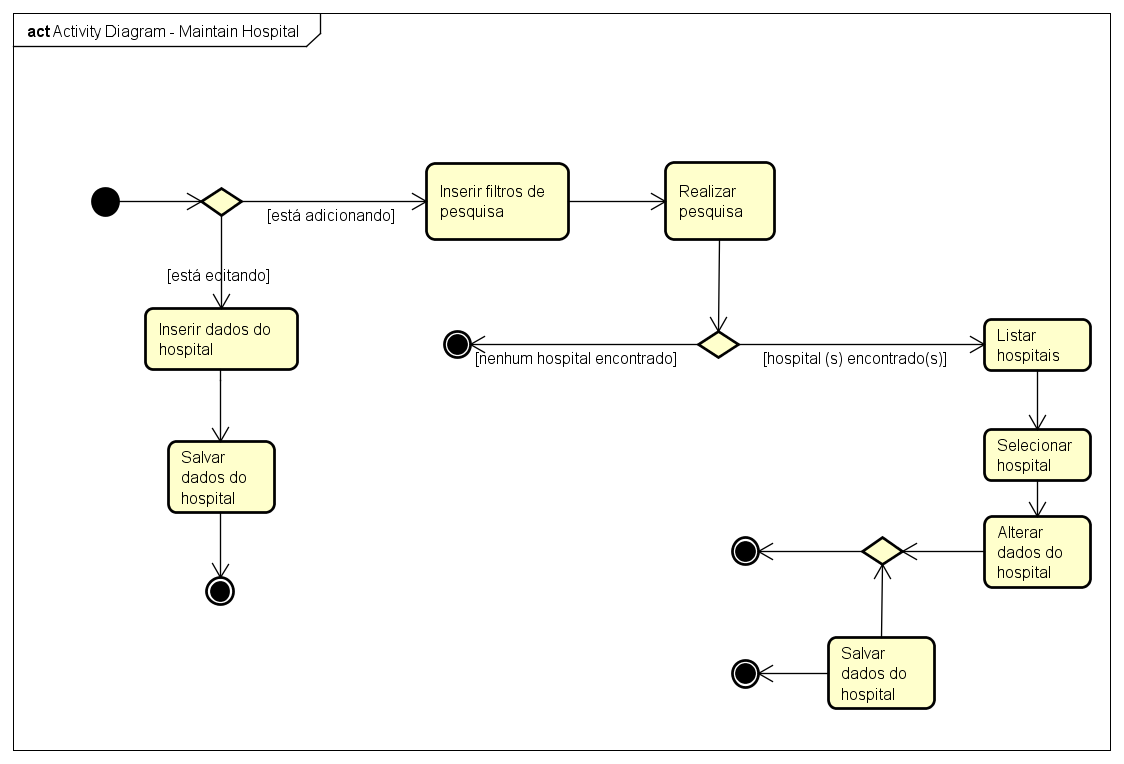 act Activity Diagram - Maintain Hospital
Inserir filtros de
pesquisa
Realizar
pesquisa
[está adicionando]
[está editando]
Inserir dados do
hospital
[nenhum hospital encontrado]
[hospital (s) encontrado(s)]
Listar
hospitais
Selecionar
hospital
Salvar
dados do
hospital
Alterar
dados do
hospital
Salvar
dados do
hospital